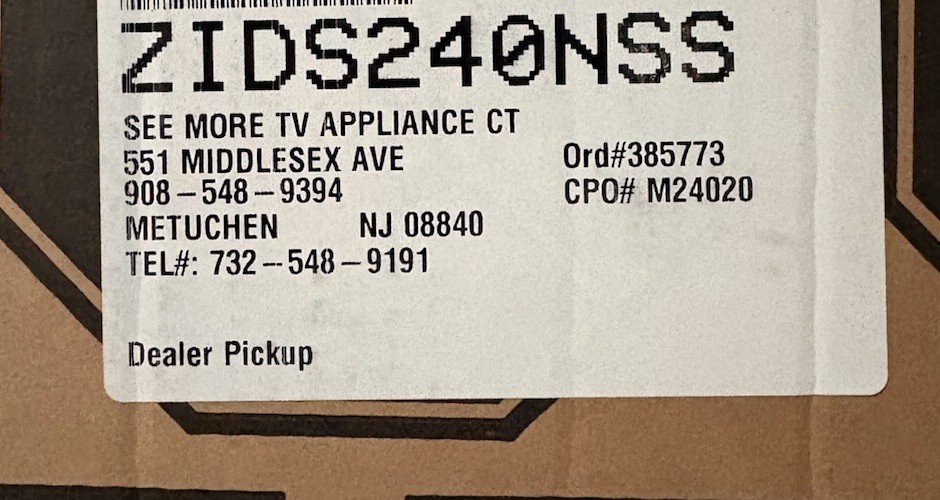 ZIDS240NSS
SEE MORE TV APPLIANCE CT
551 MIDDLESEX AVE Ord#385773
908-548-9394 CPO# M24020
METUCHEN NJ 08840
TEL#: 732-548-9191
Dealer Pickup